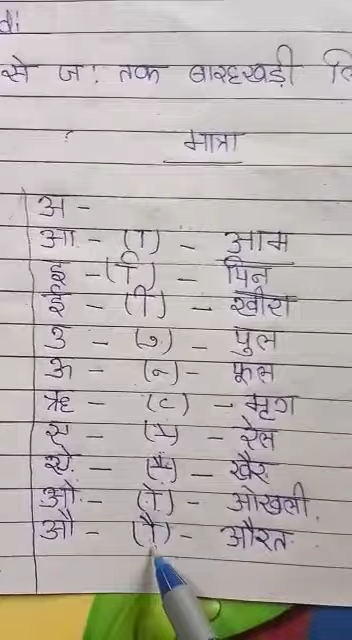 से ज: तक बारहखड़ी
मात्रा
अ -
आ - (ा) - आम
इ - (ि) - पिन
ई - (ी) - खीरा
उ - (ु) - पुल
ऊ - (ू) - फूल
ऋ - (ृ) - मृग
ए - (े) - रेल
ऐ - (ै) - खैर
ओ - (ो) - ओखली
औ - (ौ) - औरत